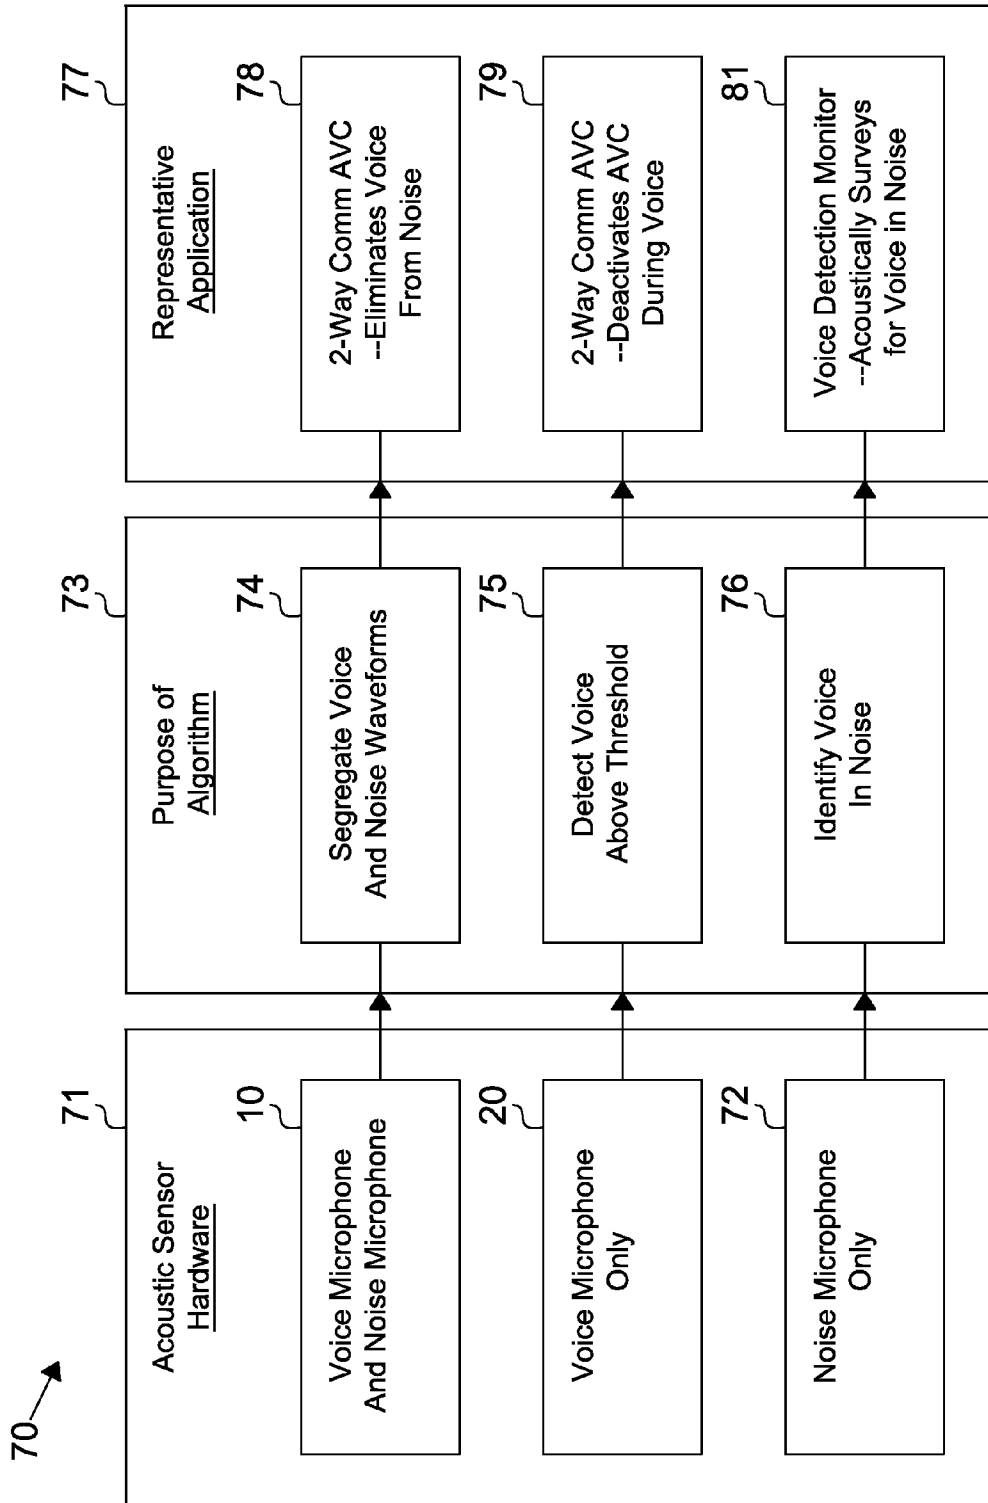 70
71
Acoustic Sensor
Hardware
10
Voice Microphone
And Noise Microphone
20
Voice Microphone
Only
72
Noise Microphone
Only
73
Purpose of
Algorithm
74
Segregate Voice
And Noise Waveforms
75
Detect Voice
Above Threshold
76
Identify Voice
In Noise
77
Representative
Application
78
2-Way Comm AVC
--Eliminates Voice
From Noise
79
2-Way Comm AVC
--Deactivates AVC
During Voice
81
Voice Detection Monitor
--Acoustically Surveys
for Voice in Noise